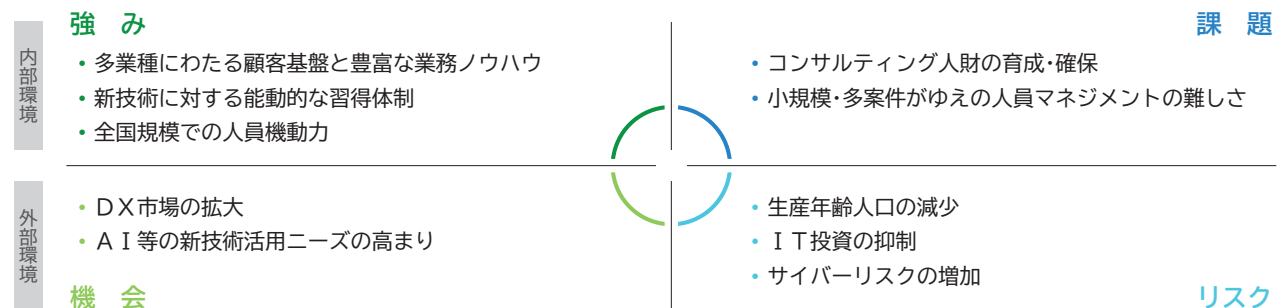 強 み
内部環境
・多業種にわたる顧客基盤と豊富な業務ノウハウ
・新技術に対する能動的な習得体制
・全国規模での人員機動力
課 題
・コンサルティング人財の育成・確保
・小規模・多案件がゆえの人員マネジメントの難しさ
外部環境
・ＤＸ市場の拡大
・ＡＩ等の新技術活用ニーズの高まり
機 会
・生産年齢人口の減少
・ＩＴ投資の抑制
・サイバーリスクの増加
リスク